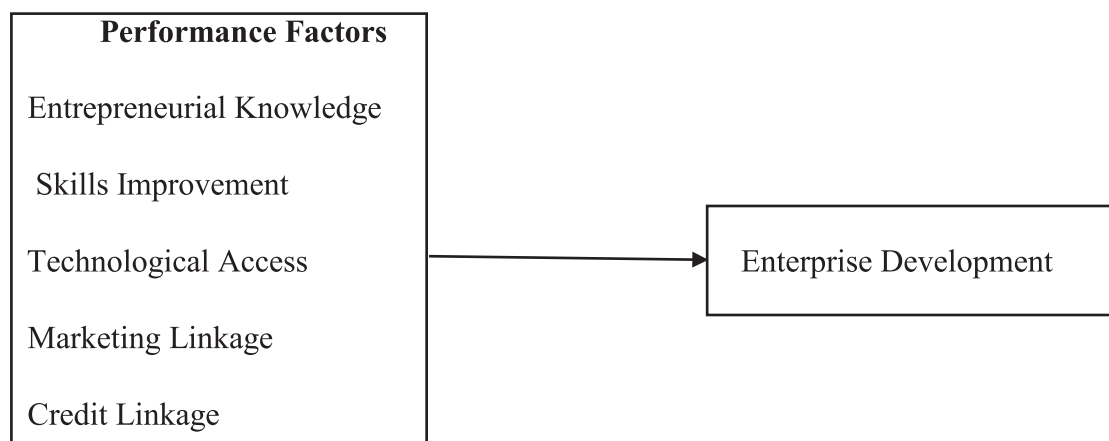 Performance Factors
Entrepreneurial Knowledge
Skills Improvement
Technological Access
Enterprise Development
Marketing Linkage
Credit Linkage